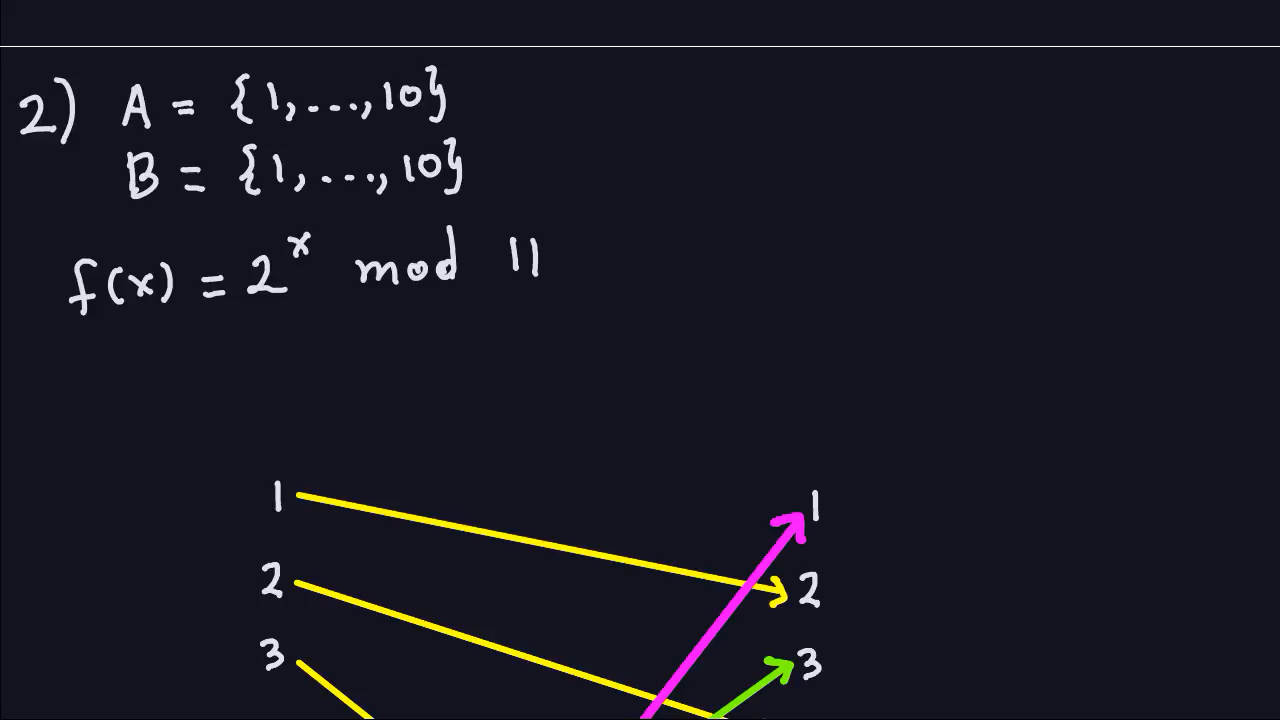 2) A = {1, ..., 10}
B = {1, ..., 10}
f(x) = 2^x mod 11
1 1
2 2
3 3